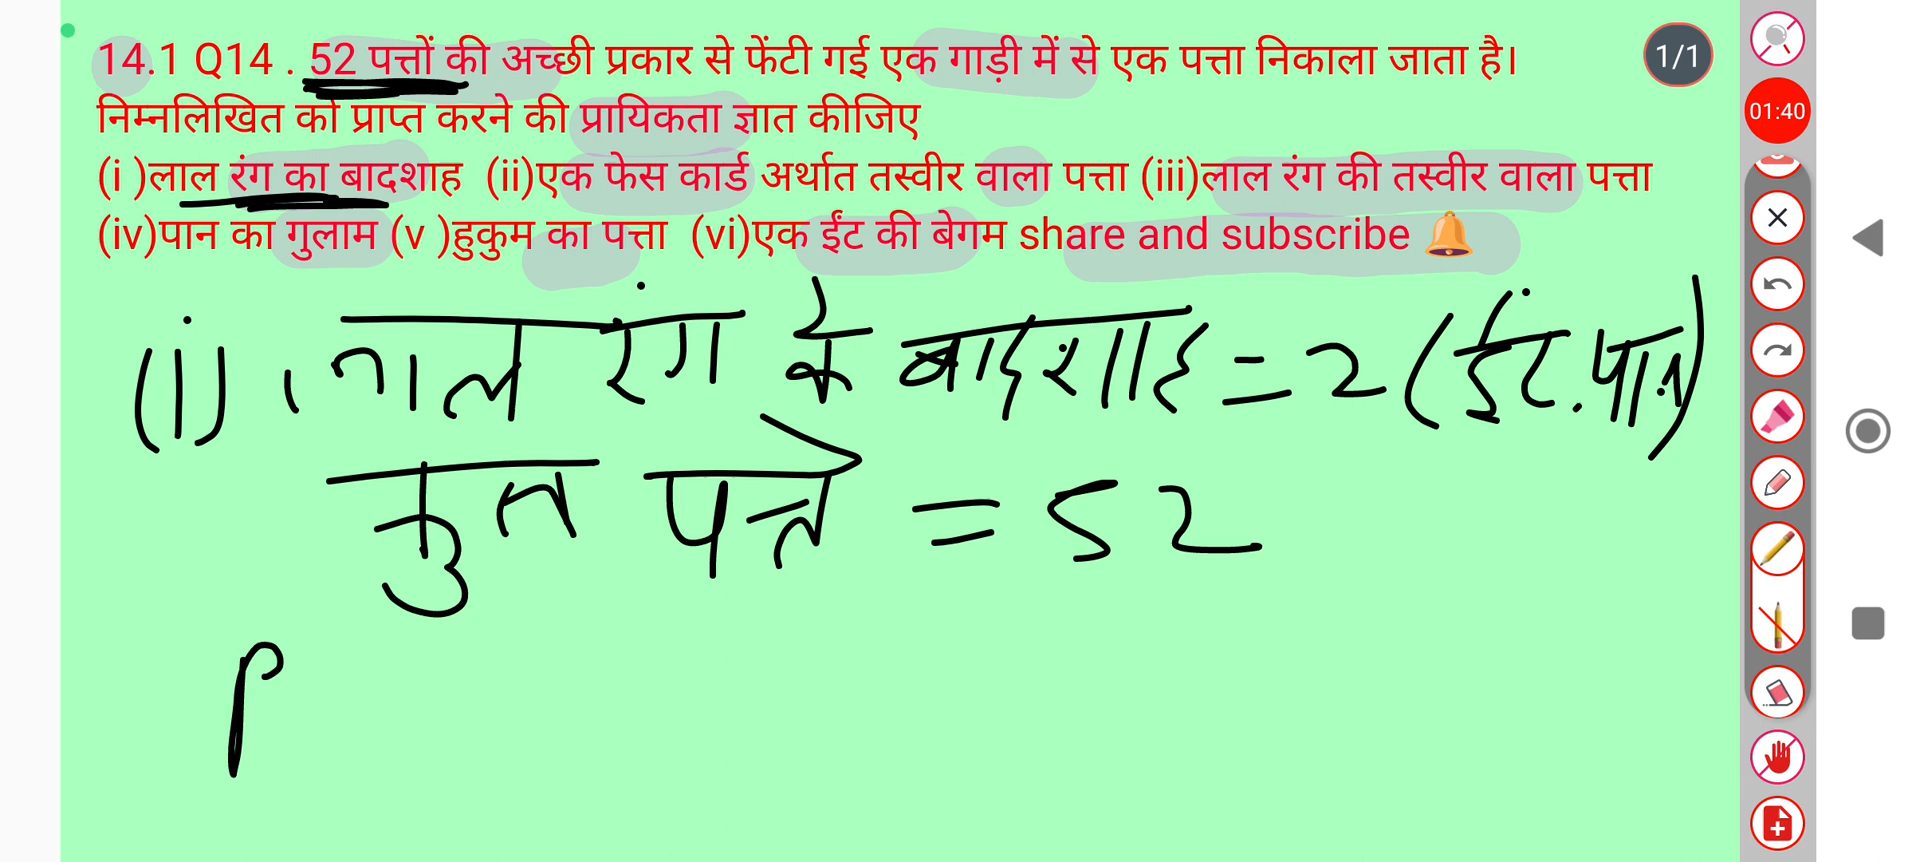 14.1 Q14 . 52 पत्तों की अच्छी प्रकार से फेंटी गई एक गाड़ी में से एक पत्ता निकाला जाता है।
निम्नलिखित को प्राप्त करने की प्रायिकता ज्ञात कीजिए
(i )लाल रंग का बादशाह (ii)एक फेस कार्ड अर्थात तस्वीर वाला पत्ता (iii)लाल रंग की तस्वीर वाला पत्ता
(iv)पान का गुलाम (v )हुकुम का पत्ता (vi)एक ईंट की बेगम share and subscribe 🔔
1/1
01:40
(i) लाल रंग के बादशाह = 2 (ईंट. पान)
कुल पत्ते = 52
P